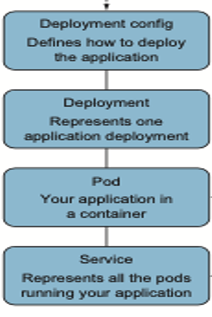 Deployment config
Defines how to deploy
the application
Deployment
Represents one
application deployment
Pod
Your application in
a container
Service
Represents all the pods
running your application